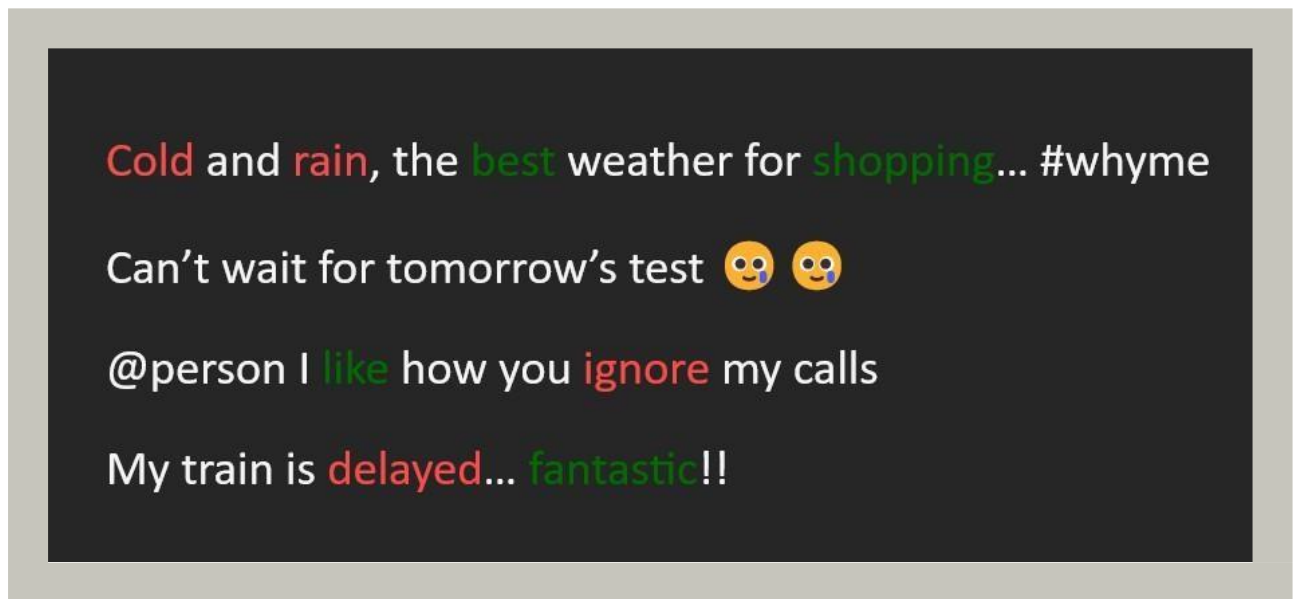 Cold and rain, the best weather for shopping... #whyme
Can’t wait for tomorrow’s test 🥲 🥲
@person I like how you ignore my calls
My train is delayed... fantastic!!